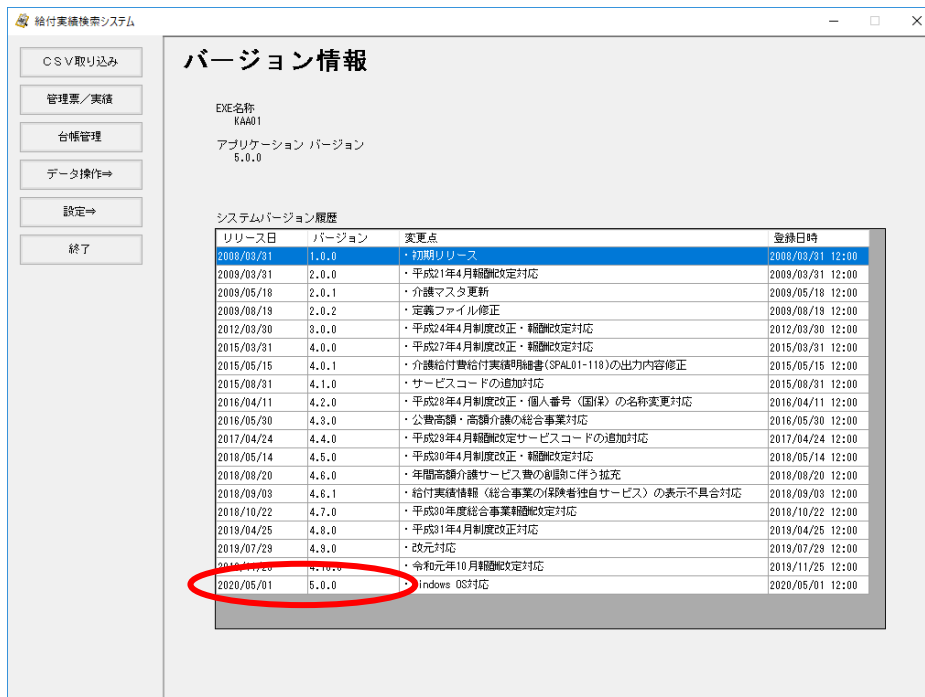 給付実績検索システム
CSV取り込み
管理票/実績
台帳管理
データ操作⇒
設定⇒
終了
バージョン情報
EXE名称
KAA01
アプリケーション バージョン
5.0.0
システムバージョン履歴
リリース日 バージョン 変更点 登録日時
2008/03/31 1.0.0 ・初期リリース 2008/03/31 12:00
2009/03/31 2.0.0 ・平成21年4月報酬改定対応 2009/03/31 12:00
2009/05/18 2.0.1 ・介護マスタ更新 2009/05/18 12:00
2009/08/19 2.0.2 ・定義ファイル修正 2009/08/19 12:00
2012/03/30 3.0.0 ・平成24年4月制度改正・報酬改定対応 2012/03/30 12:00
2015/03/31 4.0.0 ・平成27年4月制度改正・報酬改定対応 2015/03/31 12:00
2015/05/15 4.0.1 ・介護給付費給付実績明細書(SPAL01-118)の出力内容修正 2015/05/15 12:00
2015/08/31 4.1.0 ・サービスコードの追加対応 2015/08/31 12:00
2016/04/11 4.2.0 ・平成28年4月制度改正・個人番号（国保）の名称変更対応 2016/04/11 12:00
2016/05/30 4.3.0 ・公費高額・高額介護の総合事業対応 2016/05/30 12:00
2017/04/24 4.4.0 ・平成29年4月報酬改定サービスコードの追加対応 2017/04/24 12:00
2018/05/14 4.5.0 ・平成30年4月制度改正・報酬改定対応 2018/05/14 12:00
2018/08/20 4.6.0 ・年間高額介護サービス費の創設に伴う拡充 2018/08/20 12:00
2018/09/03 4.6.1 ・給付実績情報（総合事業の保険者独自サービス）の表示不具合対応 2018/09/03 12:00
2018/10/22 4.7.0 ・平成30年度総合事業報酬改定対応 2018/10/22 12:00
2019/04/25 4.8.0 ・平成31年4月制度改正対応 2019/04/25 12:00
2019/07/29 4.9.0 ・改元対応 2019/07/29 12:00
2019/11/25 4.10.0 ・令和元年10月報酬改定対応 2019/11/25 12:00
2020/05/01 5.0.0 ・indows OS対応 2020/05/01 12:00